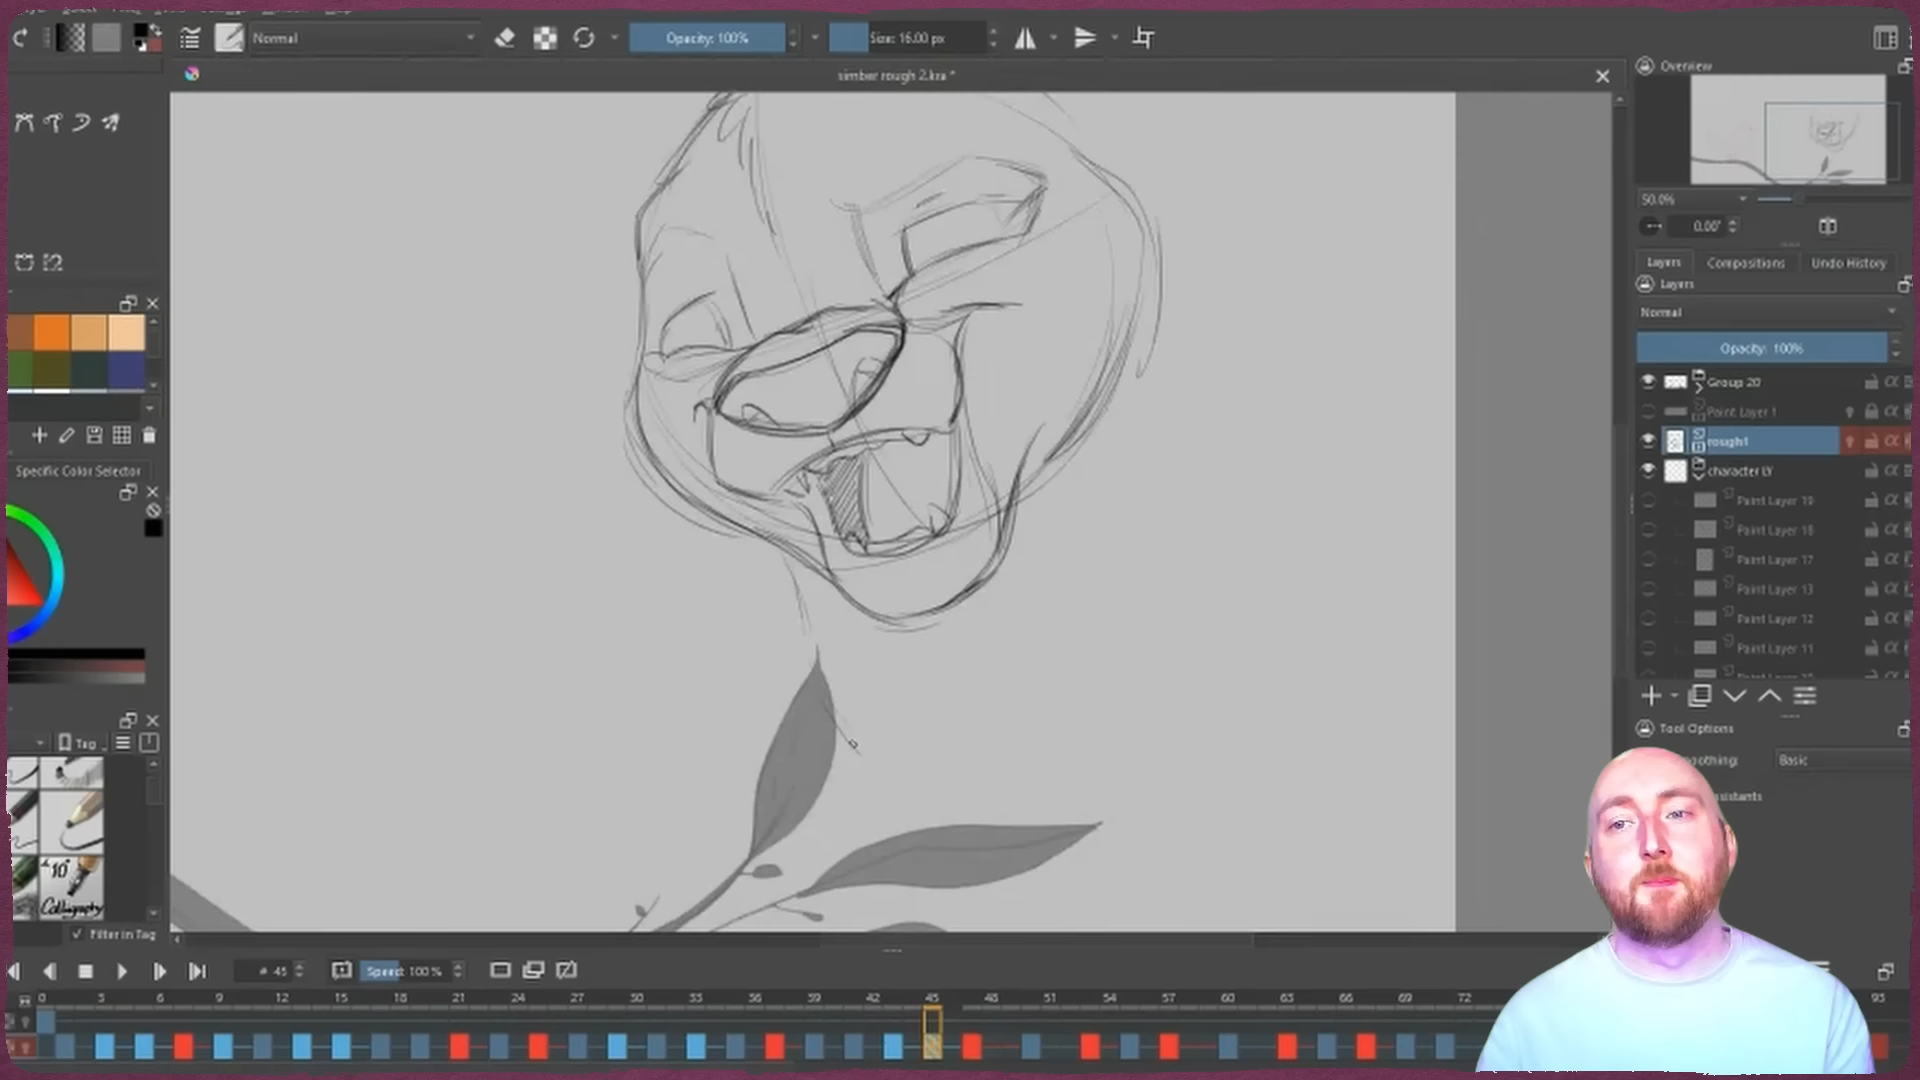 Normal
Opacity: 100%
Size: 16.00 px
simber rough 2.kra *
Overview
50.0%
0.00°
Layers
Compositions
Undo History
Layers
Normal
Opacity: 100%
Group 20
Paint Layer 1
rough1
character LY
Paint Layer 19
Paint Layer 18
Paint Layer 17
Paint Layer 13
Paint Layer 12
Paint Layer 11
Specific Color Selector
Tag
Tool Options
Basic
Filter in Tag
# 45
Speed: 100 %
0 3 6 9 12 15 18 21 24 27 30 33 36 39 42 45 48 51 54 57 60 63 66 69 72 93